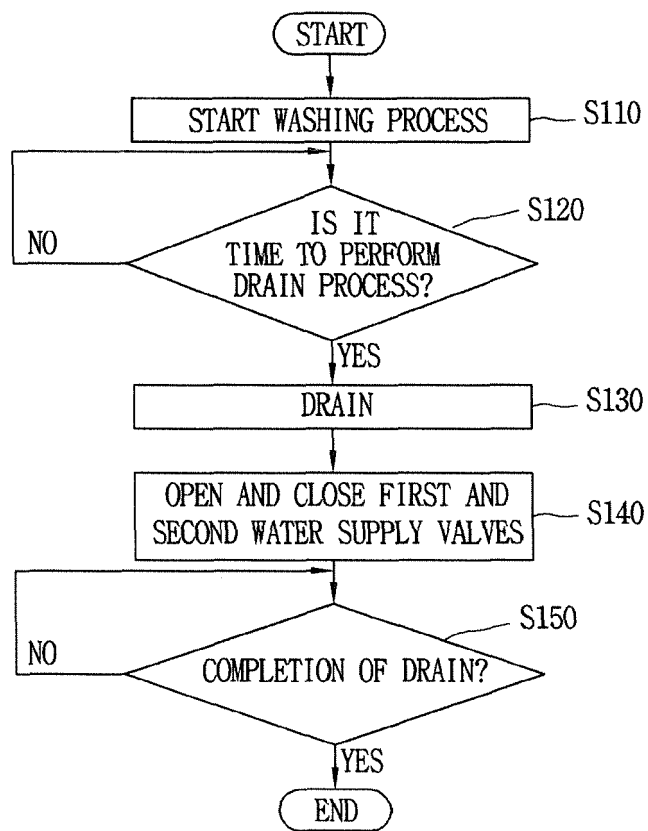 START
START WASHING PROCESS
S110
IS IT
TIME TO PERFORM
DRAIN PROCESS?
S120
NO
YES
DRAIN
S130
OPEN AND CLOSE FIRST AND
SECOND WATER SUPPLY VALVES
S140
COMPLETION OF DRAIN?
S150
NO
YES
END